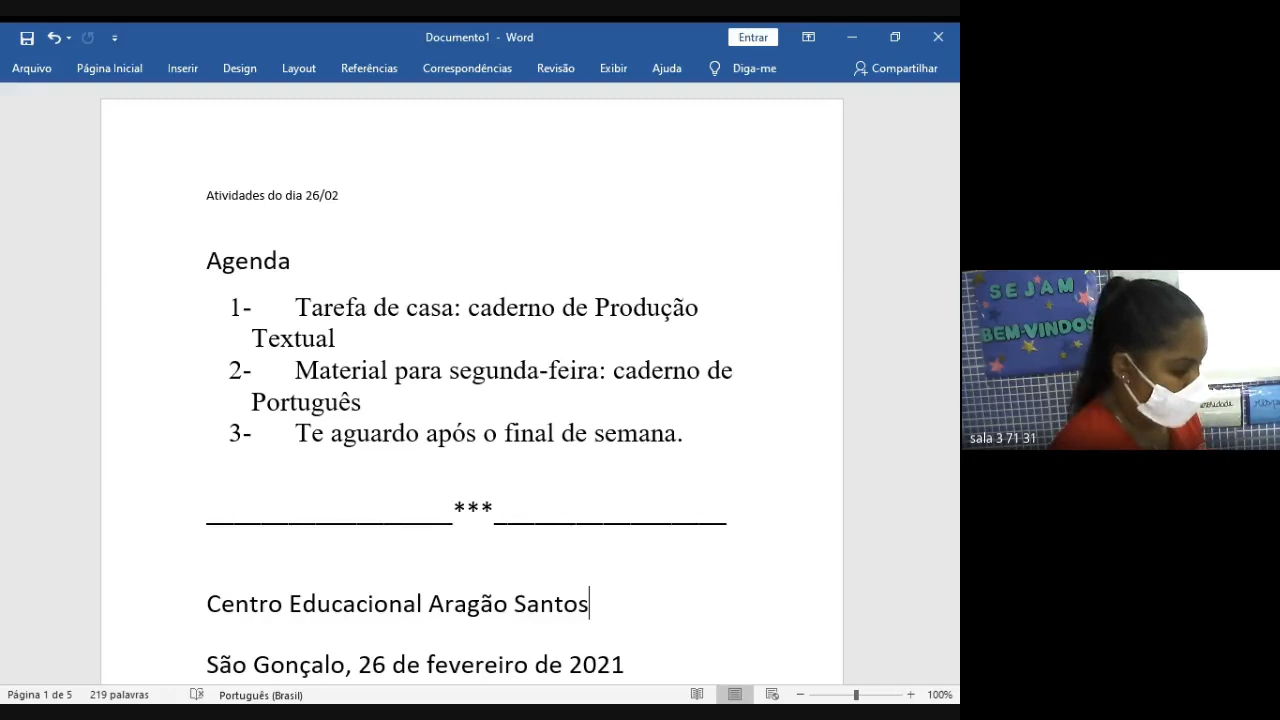 Documento1 - Word
Entrar
Arquivo Página Inicial Inserir Design Layout Referências Correspondências Revisão Exibir Ajuda Diga-me Compartilhar
Atividades do dia 26/02
Agenda
1- Tarefa de casa: caderno de Produção
Textual
2- Material para segunda-feira: caderno de
Português
3- Te aguardo após o final de semana.
__________________***_________________
Centro Educacional Aragão Santos
São Gonçalo, 26 de fevereiro de 2021
Página 1 de 5 219 palavras Português (Brasil) 100%
SEJAM
BEM-VINDOS
sala 3 71 31